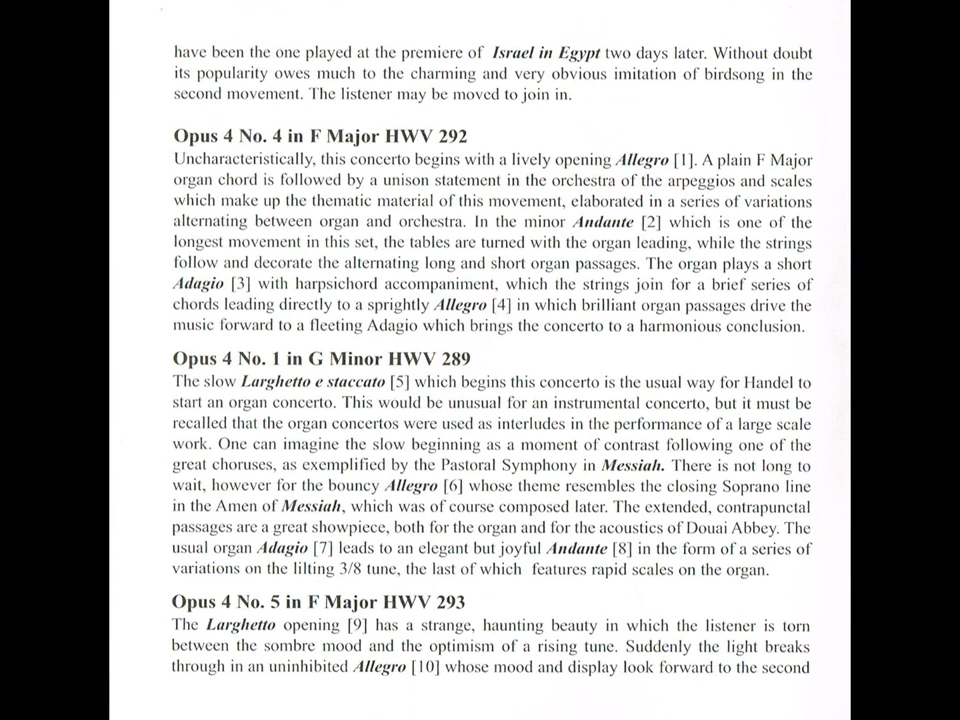 have been the one played at the premiere of Israel in Egypt two days later. Without doubt
its popularity owes much to the charming and very obvious imitation of birdsong in the
second movement. The listener may be moved to join in.
Opus 4 No. 4 in F Major HWV 292
Uncharacteristically, this concerto begins with a lively opening Allegro [1]. A plain F Major
organ chord is followed by a unison statement in the orchestra of the arpeggios and scales
which make up the thematic material of this movement, elaborated in a series of variations
alternating between organ and orchestra. In the minor Andante [2] which is one of the
longest movement in this set, the tables are turned with the organ leading, while the strings
follow and decorate the alternating long and short organ passages. The organ plays a short
Adagio [3] with harpsichord accompaniment, which the strings join for a brief series of
chords leading directly to a sprightly Allegro [4] in which brilliant organ passages drive the
music forward to a fleeting Adagio which brings the concerto to a harmonious conclusion.
Opus 4 No. 1 in G Minor HWV 289
The slow Larghetto e staccato [5] which begins this concerto is the usual way for Handel to
start an organ concerto. This would be unusual for an instrumental concerto, but it must be
recalled that the organ concertos were used as interludes in the performance of a large scale
work. One can imagine the slow beginning as a moment of contrast following one of the
great choruses, as exemplified by the Pastoral Symphony in Messiah. There is not long to
wait, however for the bouncy Allegro [6] whose theme resembles the closing Soprano line
in the Amen of Messiah, which was of course composed later. The extended, contrapunctal
passages are a great showpiece, both for the organ and for the acoustics of Douai Abbey. The
usual organ Adagio [7] leads to an elegant but joyful Andante [8] in the form of a series of
variations on the lilting 3/8 tune, the last of which features rapid scales on the organ.
Opus 4 No. 5 in F Major HWV 293
The Larghetto opening [9] has a strange, haunting beauty in which the listener is torn
between the sombre mood and the optimism of a rising tune. Suddenly the light breaks
through in an uninhibited Allegro [10] whose mood and display look forward to the second